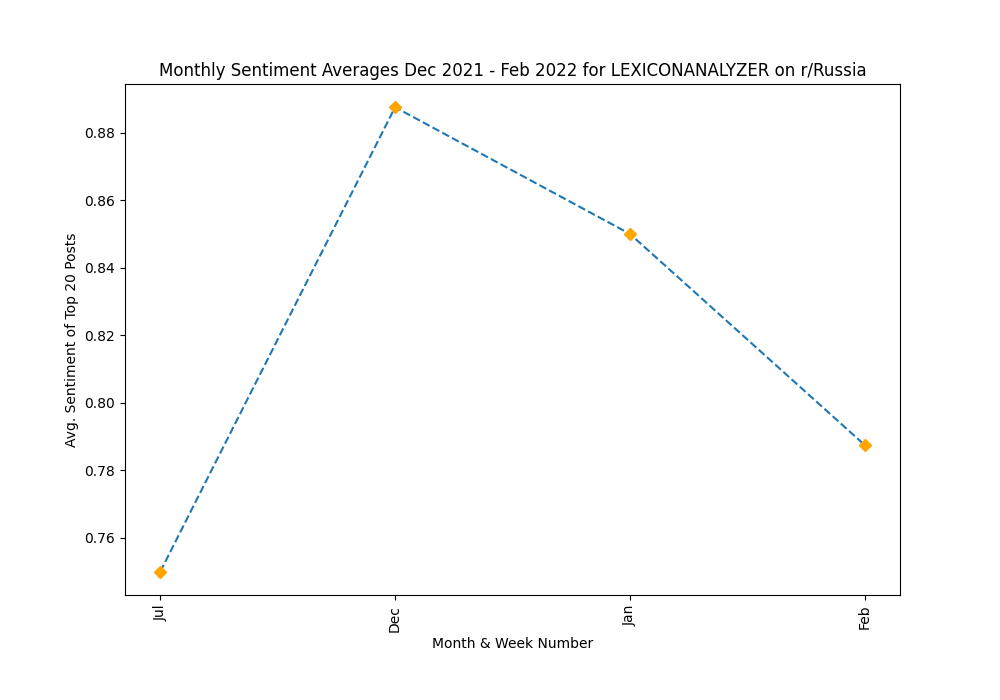 Monthly Sentiment Averages Dec 2021 - Feb 2022 for LEXICONANALYZER on r/Russia
Avg. Sentiment of Top 20 Posts
0.88
0.86
0.84
0.82
0.80
0.78
0.76
Jul
Dec
Jan
Feb
Month & Week Number